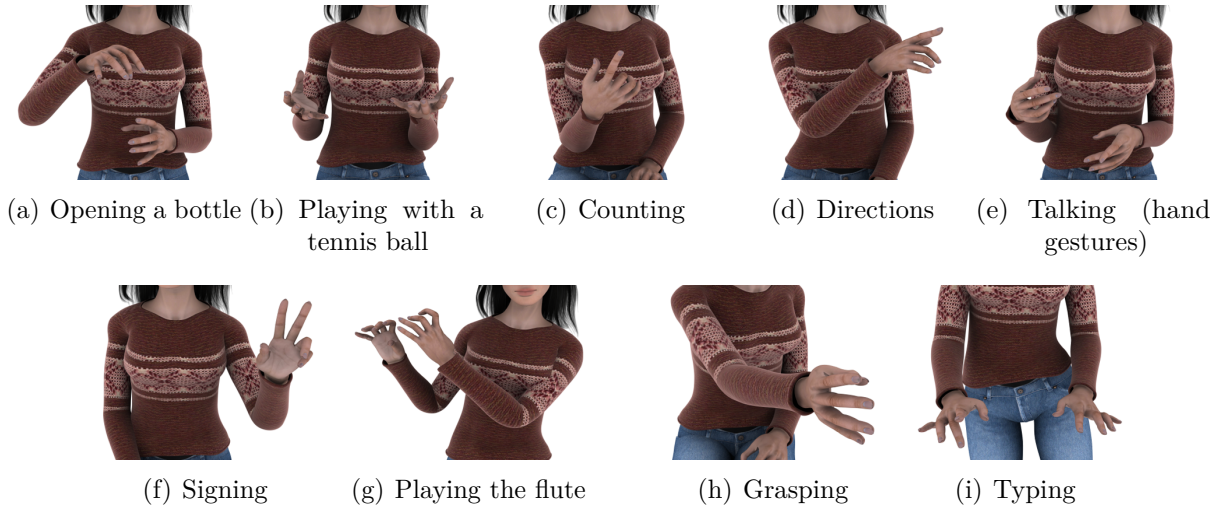 (a) Opening a bottle
(b) Playing with a
tennis ball
(c) Counting
(d) Directions
(e) Talking (hand
gestures)
(f) Signing
(g) Playing the flute
(h) Grasping
(i) Typing